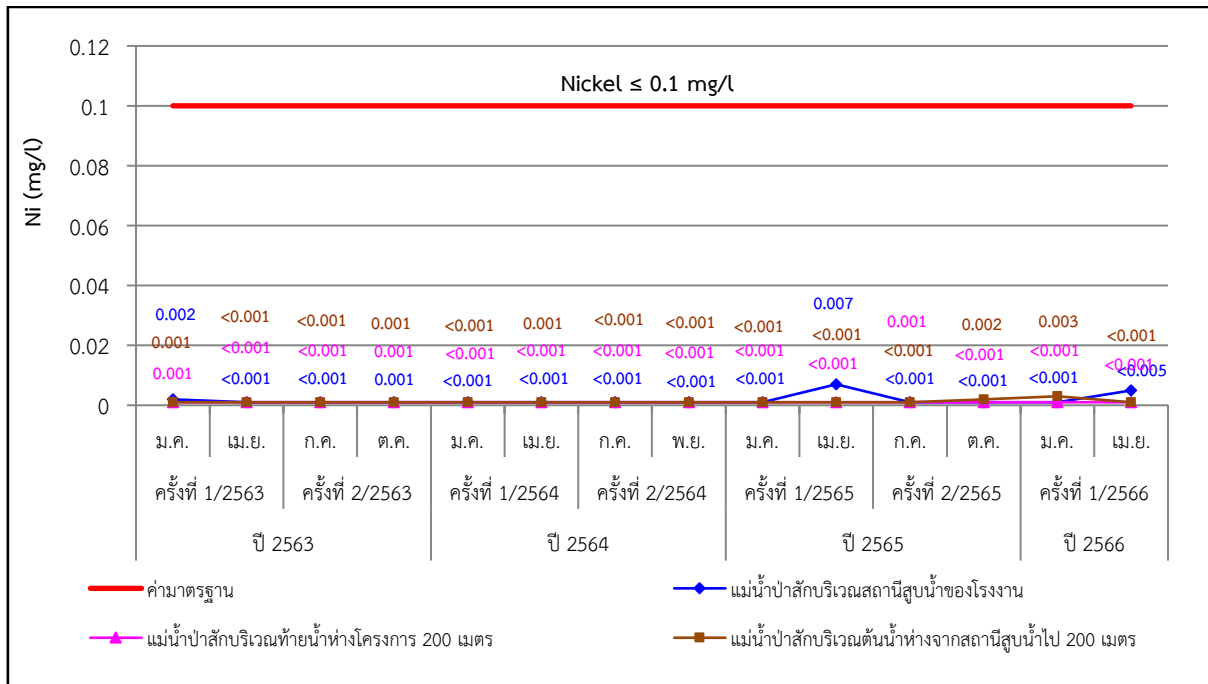 0.12
Nickel ≤ 0.1 mg/l
0.1
0.08
0.06
0.04
0.02
0
Ni (mg/l)
0.007
0.002 <0.001 <0.001 0.001 <0.001 0.001 <0.001 <0.001 <0.001 <0.001 0.001 0.002 0.003 <0.001
0.001 <0.001 <0.001 0.001 <0.001 <0.001 <0.001 <0.001 <0.001 <0.001 <0.001 <0.001 <0.001 <0.001
0.001 <0.001 <0.001 0.001 <0.001 <0.001 <0.001 <0.001 <0.001 <0.001 <0.001 <0.001 <0.005
ม.ค. เม.ย. ก.ค. ต.ค. ม.ค. เม.ย. ก.ค. พ.ย. ม.ค. เม.ย. ก.ค. ต.ค. ม.ค. เม.ย.
ครั้งที่ 1/2563 ครั้งที่ 2/2563 ครั้งที่ 1/2564 ครั้งที่ 2/2564 ครั้งที่ 1/2565 ครั้งที่ 2/2565 ครั้งที่ 1/2566
ปี 2563 ปี 2564 ปี 2565 ปี 2566
ค่ามาตรฐาน แม่น้ำป่าสักบริเวณสถานีสูบน้ำของโรงงาน
แม่น้ำป่าสักบริเวณท้ายน้ำห่างโครงการ 200 เมตร แม่น้ำป่าสักบริเวณต้นน้ำห่างจากสถานีสูบน้ำไป 200 เมตร